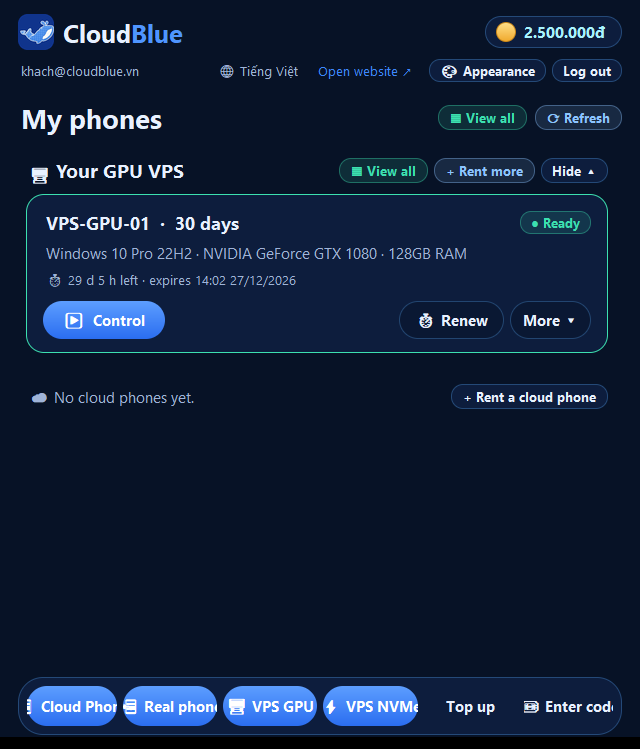 CloudBlue
2.500.000đ
khach@cloudblue.vn
Tiếng Việt
Open website ↗
Appearance
Log out
My phones
View all
Refresh
Your GPU VPS
View all
+ Rent more
Hide ▲
VPS-GPU-01 · 30 days
● Ready
Windows 10 Pro 22H2 · NVIDIA GeForce GTX 1080 · 128GB RAM
29 d 5 h left · expires 14:02 27/12/2026
Control
Renew
More ▼
No cloud phones yet.
+ Rent a cloud phone
Cloud Phon
Real phone
VPS GPU
VPS NVMe
Top up
Enter code